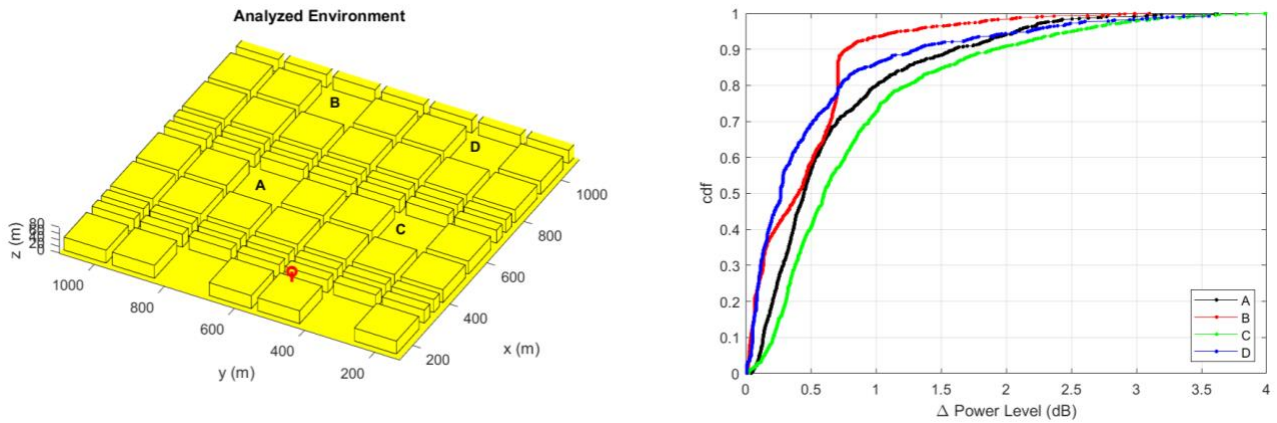 Analyzed Environment
B
D
A
C
z (m)
80
60
40
20
0
1000
800
600
400
200
y (m)
200
400
600
800
1000
x (m)
1
0.9
0.8
0.7
0.6
0.5
0.4
0.3
0.2
0.1
0
cdf
0 0.5 1 1.5 2 2.5 3 3.5 4
Δ Power Level (dB)
A
B
C
D